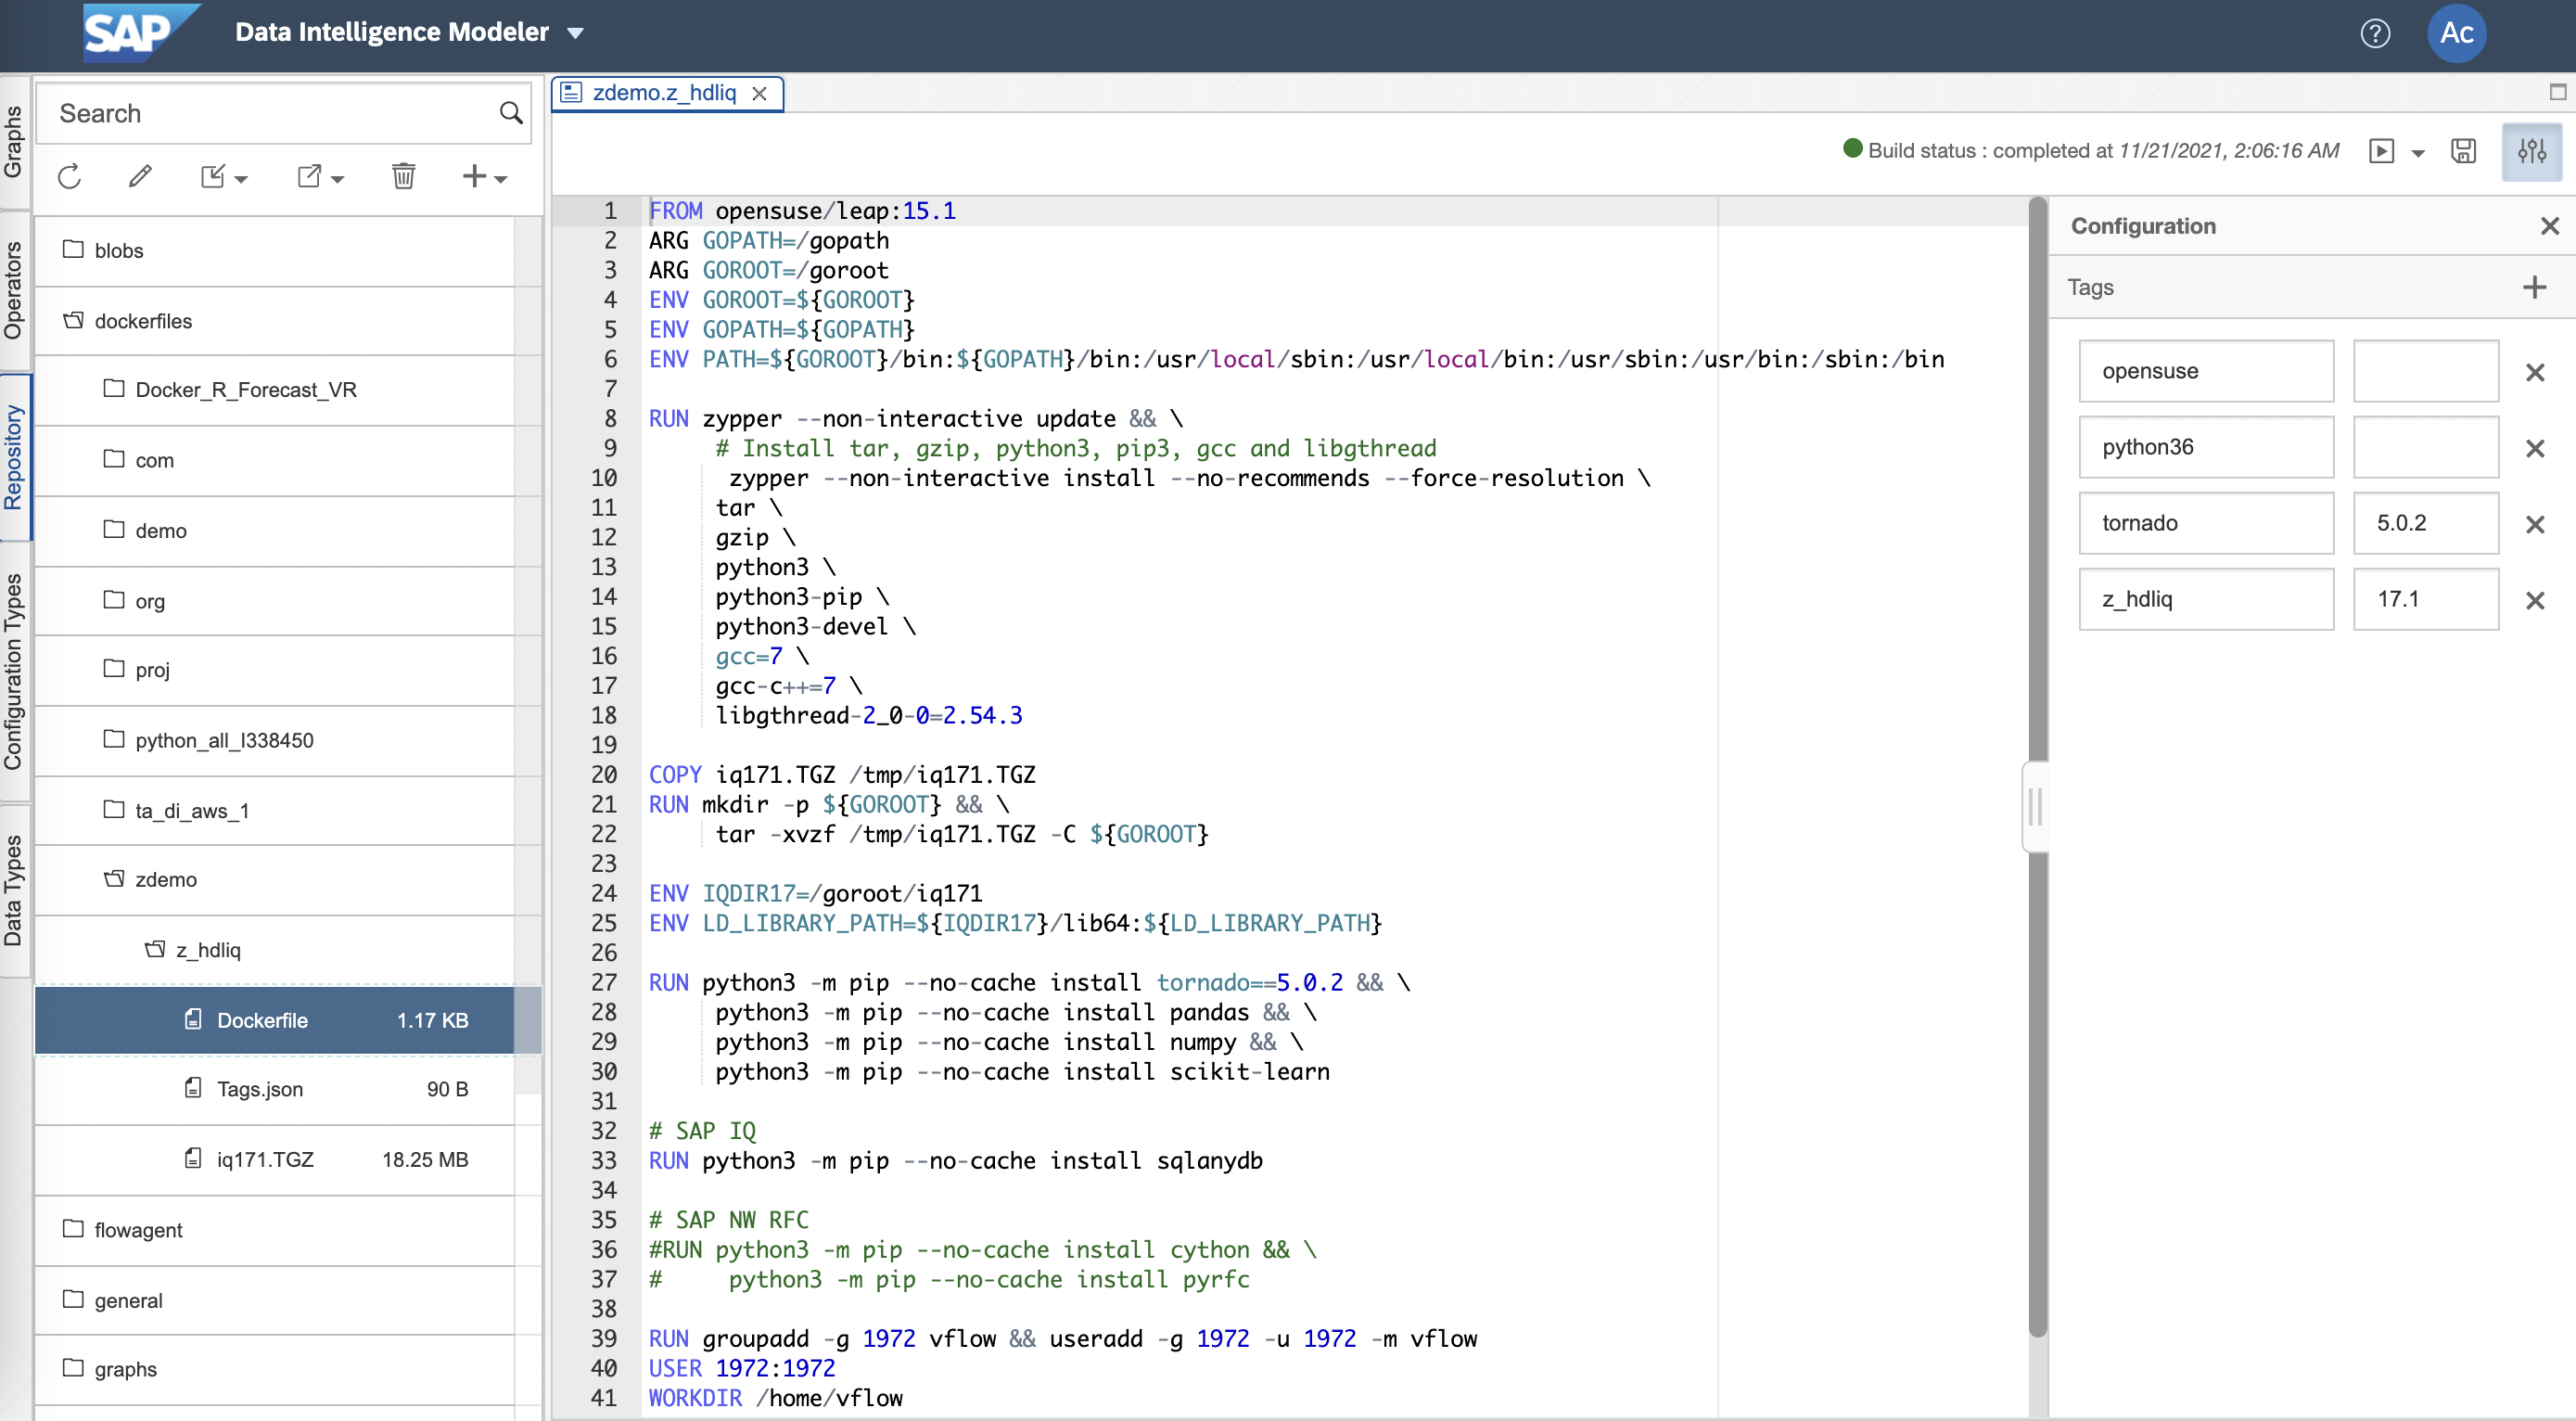 SAP Data Intelligence Modeler ? Ac
Graphs
Operators
Repository
Configuration Types
Data Types
Search
blobs
dockerfiles
Docker_R_Forecast_VR
com
demo
org
proj
python_all_I338450
ta_di_aws_1
zdemo
z_hdliq
Dockerfile 1.17 KB
Tags.json 90 B
iq171.TGZ 18.25 MB
flowagent
general
graphs
zdemo.z_hdliq
Build status : completed at 11/21/2021, 2:06:16 AM
1 FROM opensuse/leap:15.1
2 ARG GOPATH=/gopath
3 ARG GOROOT=/goroot
4 ENV GOROOT=${GOROOT}
5 ENV GOPATH=${GOPATH}
6 ENV PATH=${GOROOT}/bin:${GOPATH}/bin:/usr/local/sbin:/usr/local/bin:/usr/sbin:/usr/bin:/sbin:/bin
7
8 RUN zypper --non-interactive update && \
9 # Install tar, gzip, python3, pip3, gcc and libgthread
10 zypper --non-interactive install --no-recommends --force-resolution \
11 tar \
12 gzip \
13 python3 \
14 python3-pip \
15 python3-devel \
16 gcc=7 \
17 gcc-c++=7 \
18 libgthread-2_0-0=2.54.3
19
20 COPY iq171.TGZ /tmp/iq171.TGZ
21 RUN mkdir -p ${GOROOT} && \
22 tar -xvzf /tmp/iq171.TGZ -C ${GOROOT}
23
24 ENV IQDIR17=/goroot/iq171
25 ENV LD_LIBRARY_PATH=${IQDIR17}/lib64:${LD_LIBRARY_PATH}
26
27 RUN python3 -m pip --no-cache install tornado==5.0.2 && \
28 python3 -m pip --no-cache install pandas && \
29 python3 -m pip --no-cache install numpy && \
30 python3 -m pip --no-cache install scikit-learn
31
32 # SAP IQ
33 RUN python3 -m pip --no-cache install sqlanydb
34
35 # SAP NW RFC
36 #RUN python3 -m pip --no-cache install cython && \
37 # python3 -m pip --no-cache install pyrfc
38
39 RUN groupadd -g 1972 vflow && useradd -g 1972 -u 1972 -m vflow
40 USER 1972:1972
41 WORKDIR /home/vflow
Configuration
Tags
opensuse
python36
tornado 5.0.2
z_hdliq 17.1